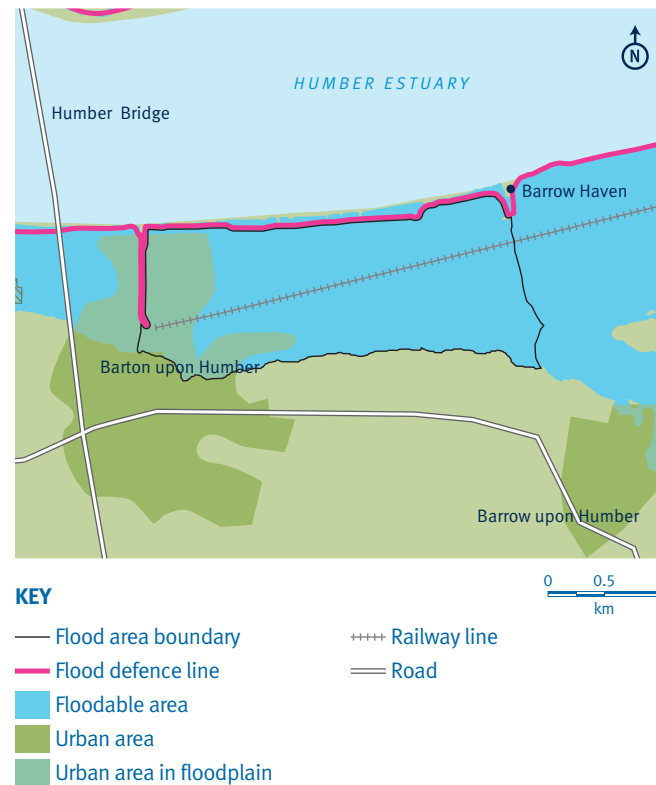 N
HUMBER ESTUARY
Humber Bridge
Barrow Haven
Barton upon Humber
Barrow upon Humber
KEY
0 0.5
km
Flood area boundary
Railway line
Flood defence line
Road
Floodable area
Urban area
Urban area in floodplain